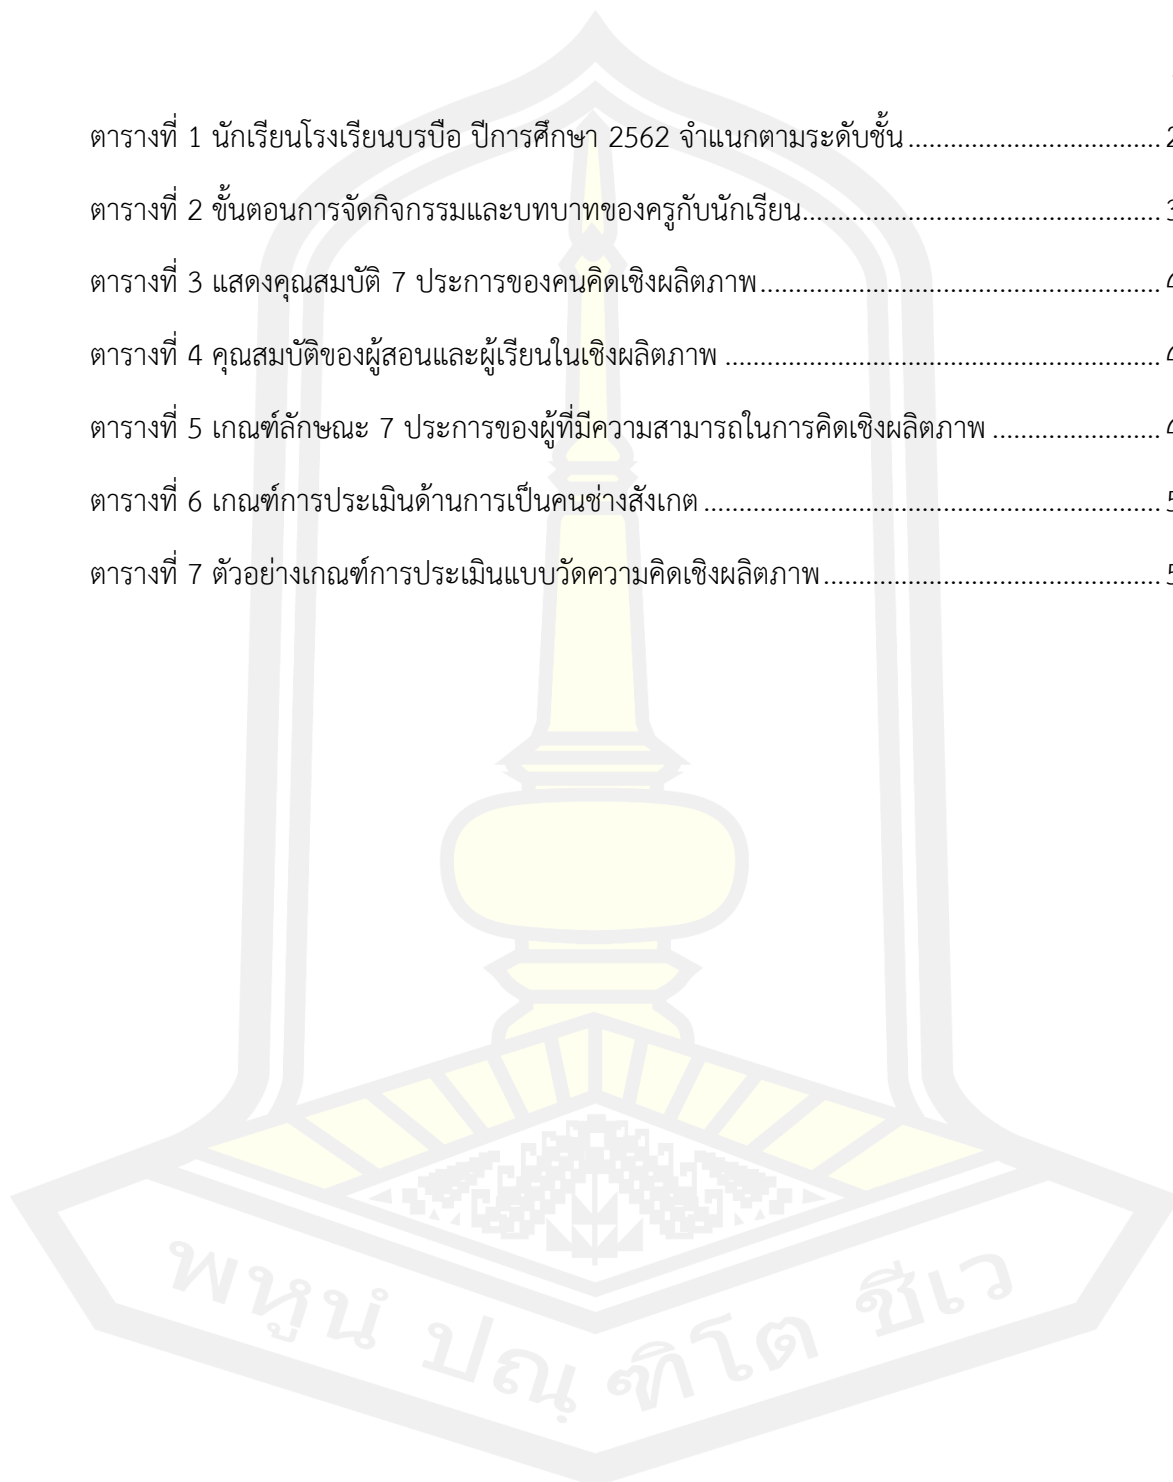 ตารางที่ 1 นักเรียนโรงเรียนบรบือ ปีการศึกษา 2562 จำแนกตามระดับชั้น .................................... 2
ตารางที่ 2 ขั้นตอนการจัดกิจกรรมและบทบาทของครูกับนักเรียน................................................... 3
ตารางที่ 3 แสดงคุณสมบัติ 7 ประการของคนคิดเชิงผลิตภาพ......................................................... 4
ตารางที่ 4 คุณสมบัติของผู้สอนและผู้เรียนในเชิงผลิตภาพ .............................................................. 4
ตารางที่ 5 เกณฑ์ลักษณะ 7 ประการของผู้ที่มีความสามารถในการคิดเชิงผลิตภาพ ........................ 4
ตารางที่ 6 เกณฑ์การประเมินด้านการเป็นคนช่างสังเกต ................................................................. 5
ตารางที่ 7 ตัวอย่างเกณฑ์การประเมินแบบวัดความคิดเชิงผลิตภาพ................................................ 5
พหูนํ ปณฺฑิโต ชีเว